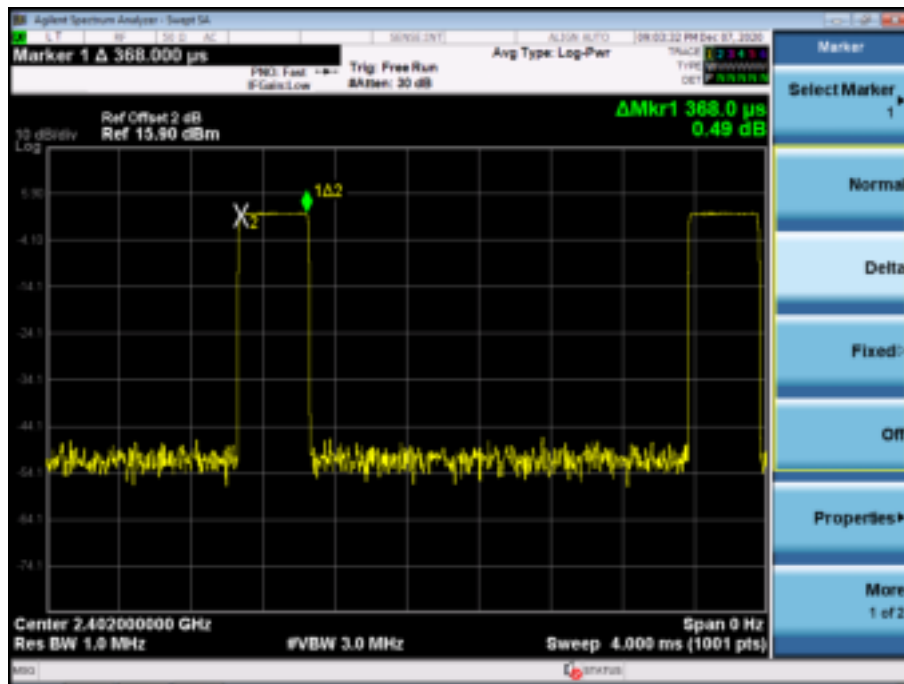 Agilent Spectrum Analyzer - Swept SA
LT RF 50 Ω AC SENSE:INT ALIGN AUTO 09:03:32 PM Dec 07, 2020
Marker 1 Δ 368.000 μs
PNO: Fast
IFGain:Low
Trig: Free Run
#Atten: 30 dB
Avg Type: Log-Pwr
TRACE 1 2 3 4 5 6
TYPE
DET P N N N N N
Marker
Select Marker
1
Normal
Delta
Fixed
Off
Properties
More
1 of 2
ΔMkr1 368.0 μs
0.49 dB
Ref Offset 2 dB
Ref 15.90 dBm
10 dB/div
Log
5.90
-4.10
-14.1
-24.1
-34.1
-44.1
-54.1
-64.1
-74.1
1Δ2
X2
Center 2.402000000 GHz
Res BW 1.0 MHz
#VBW 3.0 MHz
Span 0 Hz
Sweep 4.000 ms (1001 pts)
MSG
STATUS